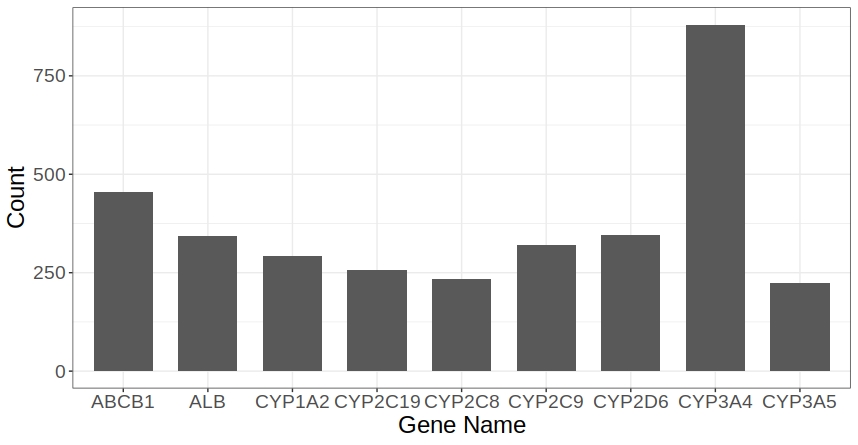 Count
750
500
250
0
ABCB1 ALB CYP1A2 CYP2C19 CYP2C8 CYP2C9 CYP2D6 CYP3A4 CYP3A5
Gene Name